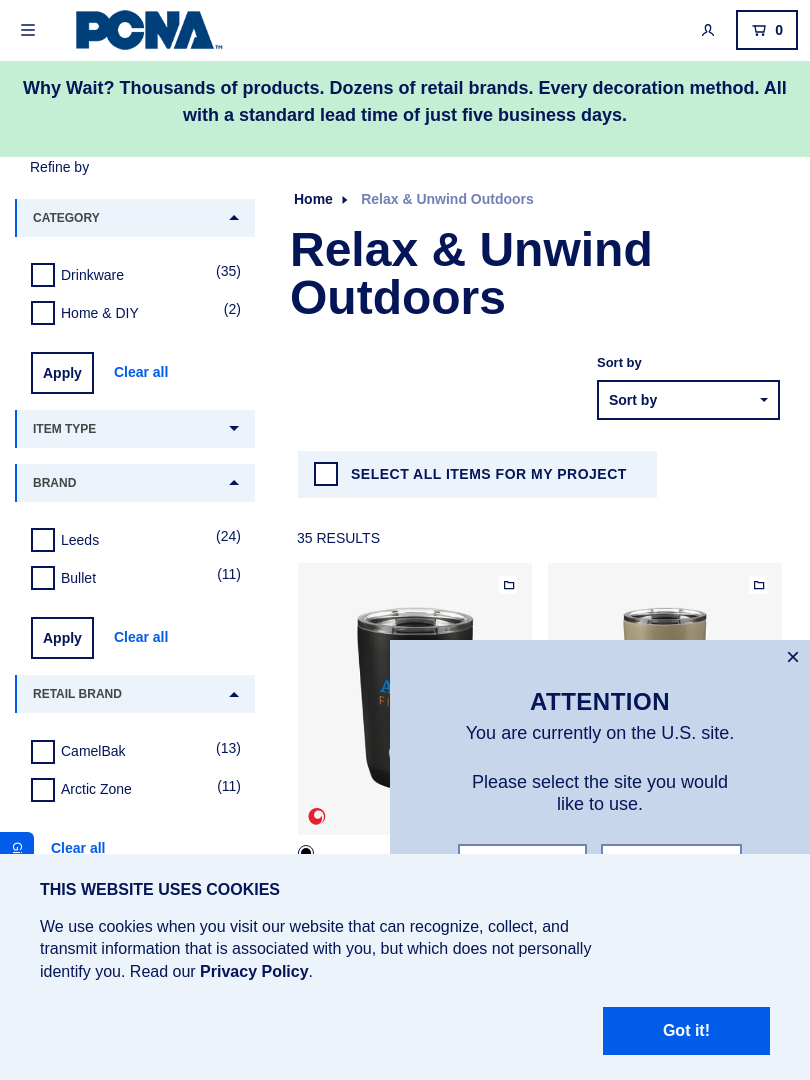 PCNA™
0
Why Wait? Thousands of products. Dozens of retail brands. Every decoration method. All
with a standard lead time of just five business days.
Refine by
CATEGORY
Drinkware (35)
Home & DIY (2)
Apply Clear all
ITEM TYPE
BRAND
Leeds (24)
Bullet (11)
Apply Clear all
RETAIL BRAND
CamelBak (13)
Arctic Zone (11)
Clear all
Home Relax & Unwind Outdoors
Relax & Unwind
Outdoors
Sort by
Sort by
SELECT ALL ITEMS FOR MY PROJECT
35 RESULTS
ATTENTION
You are currently on the U.S. site.
Please select the site you would
like to use.
THIS WEBSITE USES COOKIES
We use cookies when you visit our website that can recognize, collect, and
transmit information that is associated with you, but which does not personally
identify you. Read our Privacy Policy.
Got it!